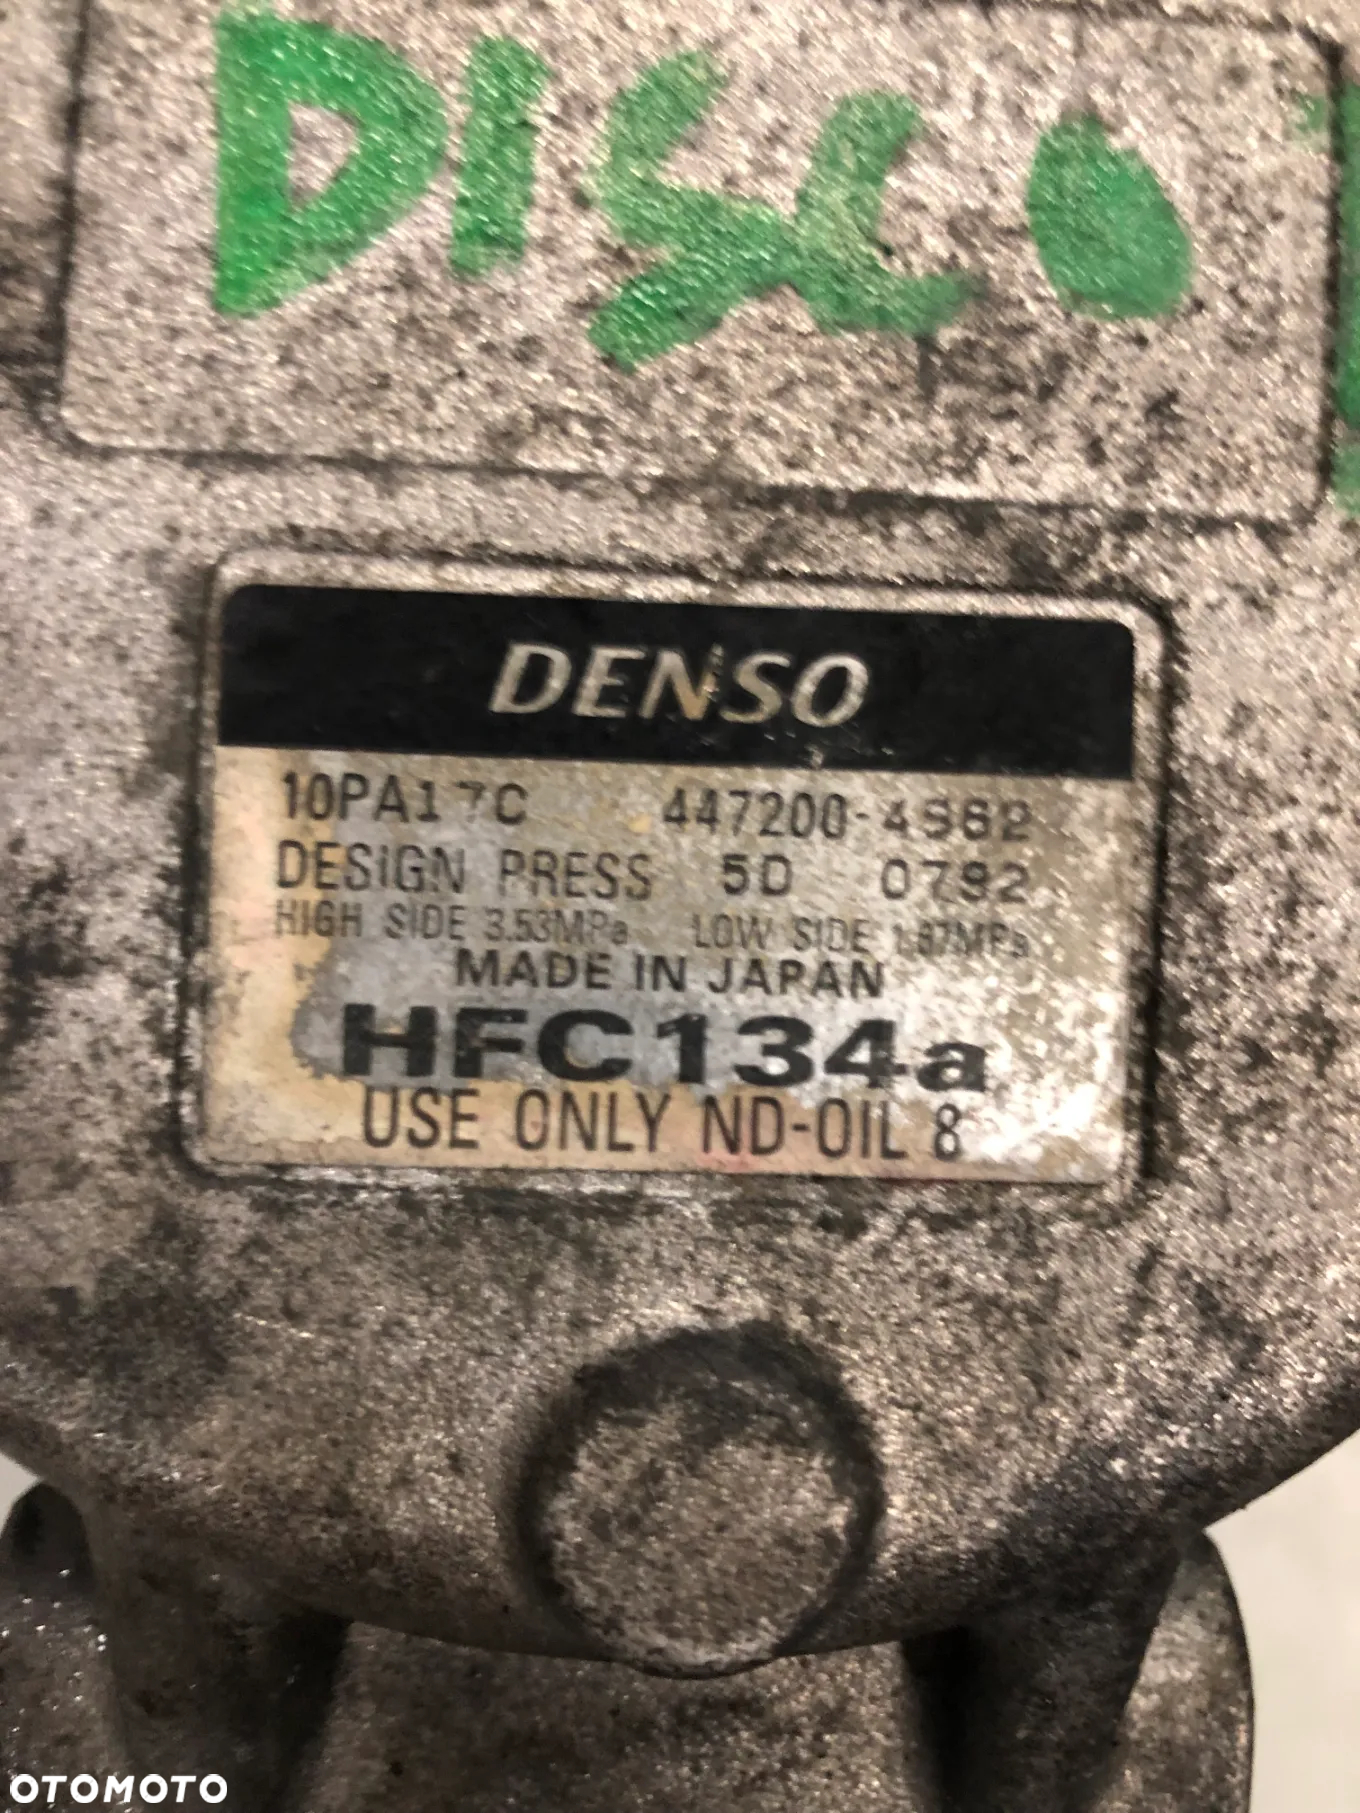 DISCO
DENSO
10PA17C 447200-4962
DESIGN PRESS 5D 0792
HIGH SIDE 3.53MPa LOW SIDE 1.67MPa
MADE IN JAPAN
HFC134a
USE ONLY ND-OIL 8
OTOMOTO